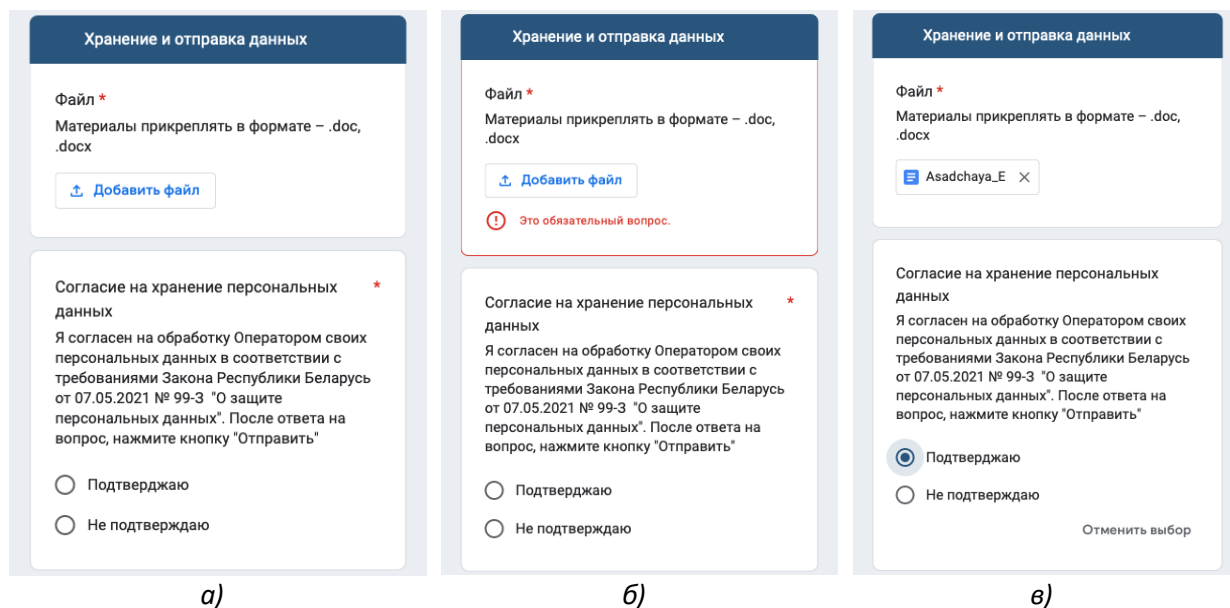 Хранение и отправка данных
Файл *
Материалы прикреплять в формате – .doc,
.docx
Добавить файл
Согласие на хранение персональных *
данных
Я согласен на обработку Оператором своих
персональных данных в соответствии с
требованиями Закона Республики Беларусь
от 07.05.2021 № 99-З "О защите
персональных данных". После ответа на
вопрос, нажмите кнопку "Отправить"
Подтверждаю
Не подтверждаю
а)
Хранение и отправка данных
Файл *
Материалы прикреплять в формате – .doc,
.docx
Добавить файл
Это обязательный вопрос.
Согласие на хранение персональных *
данных
Я согласен на обработку Оператором своих
персональных данных в соответствии с
требованиями Закона Республики Беларусь
от 07.05.2021 № 99-З "О защите
персональных данных". После ответа на
вопрос, нажмите кнопку "Отправить"
Подтверждаю
Не подтверждаю
б)
Хранение и отправка данных
Файл *
Материалы прикреплять в формате – .doc,
.docx
Asadchaya_E
Согласие на хранение персональных
данных
Я согласен на обработку Оператором своих
персональных данных в соответствии с
требованиями Закона Республики Беларусь
от 07.05.2021 № 99-З "О защите
персональных данных". После ответа на
вопрос, нажмите кнопку "Отправить"
Подтверждаю
Не подтверждаю
Отменить выбор
в)